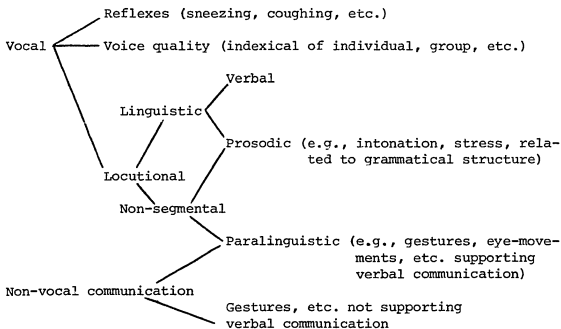 Reflexes (sneezing, coughing, etc.)
Vocal
Voice quality (indexical of individual, group, etc.)
Verbal
Linguistic
Prosodic (e.g., intonation, stress, rela-
ted to grammatical structure)
Locutional
Non-segmental
Paralinguistic (e.g., gestures, eye-move-
ments, etc. supporting
verbal communication)
Non-vocal communication
Gestures, etc. not supporting
verbal communication